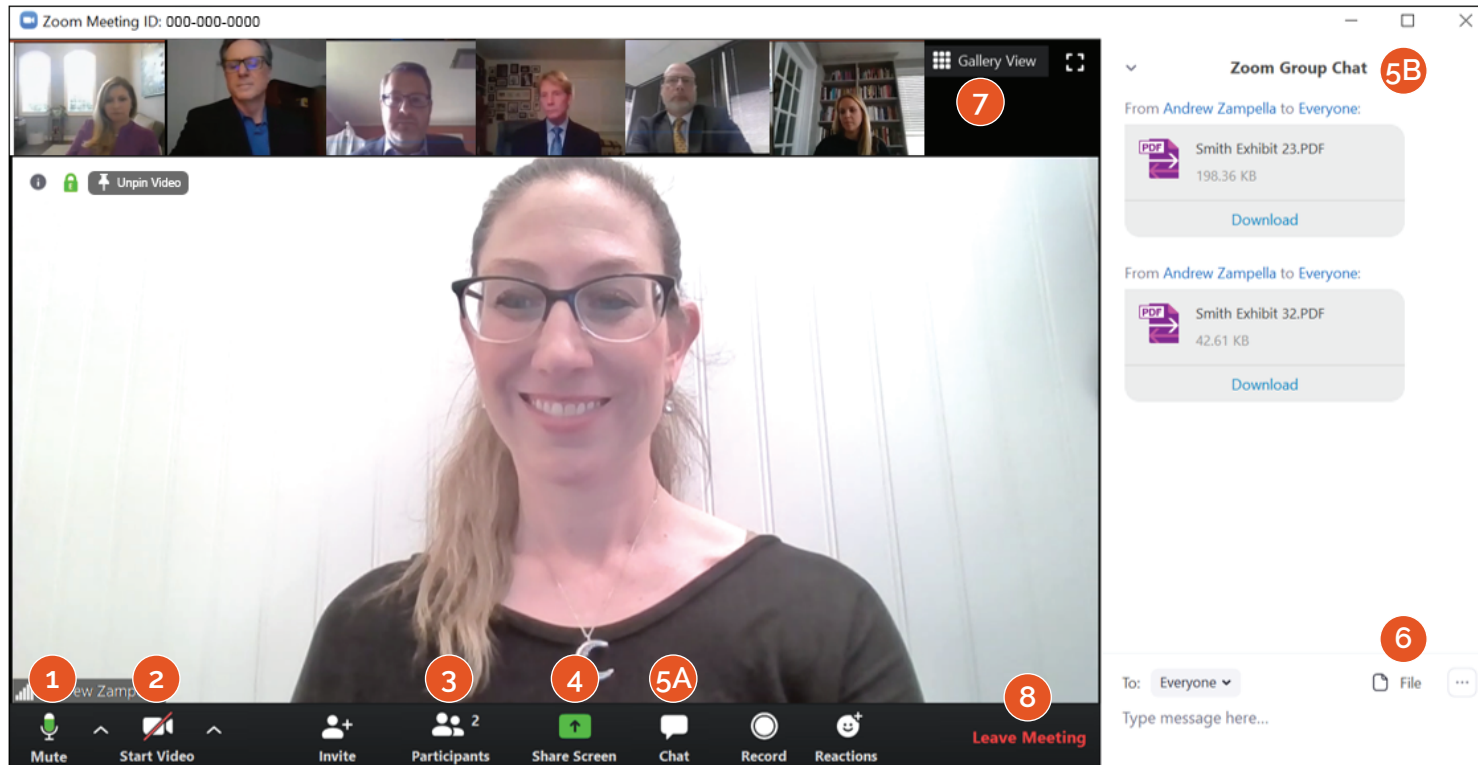 Zoom Meeting ID: 000-000-0000
Gallery View
7
Unpin Video
1
2
3
4
5A
8
Mute
Start Video
Invite
2
Participants
Share Screen
Chat
Record
Reactions
Leave Meeting
Zoom Group Chat
5B
From Andrew Zampella to Everyone:
PDF
Smith Exhibit 23.PDF
198.36 KB
Download
From Andrew Zampella to Everyone:
PDF
Smith Exhibit 32.PDF
42.61 KB
Download
6
To: Everyone
File
Type message here...